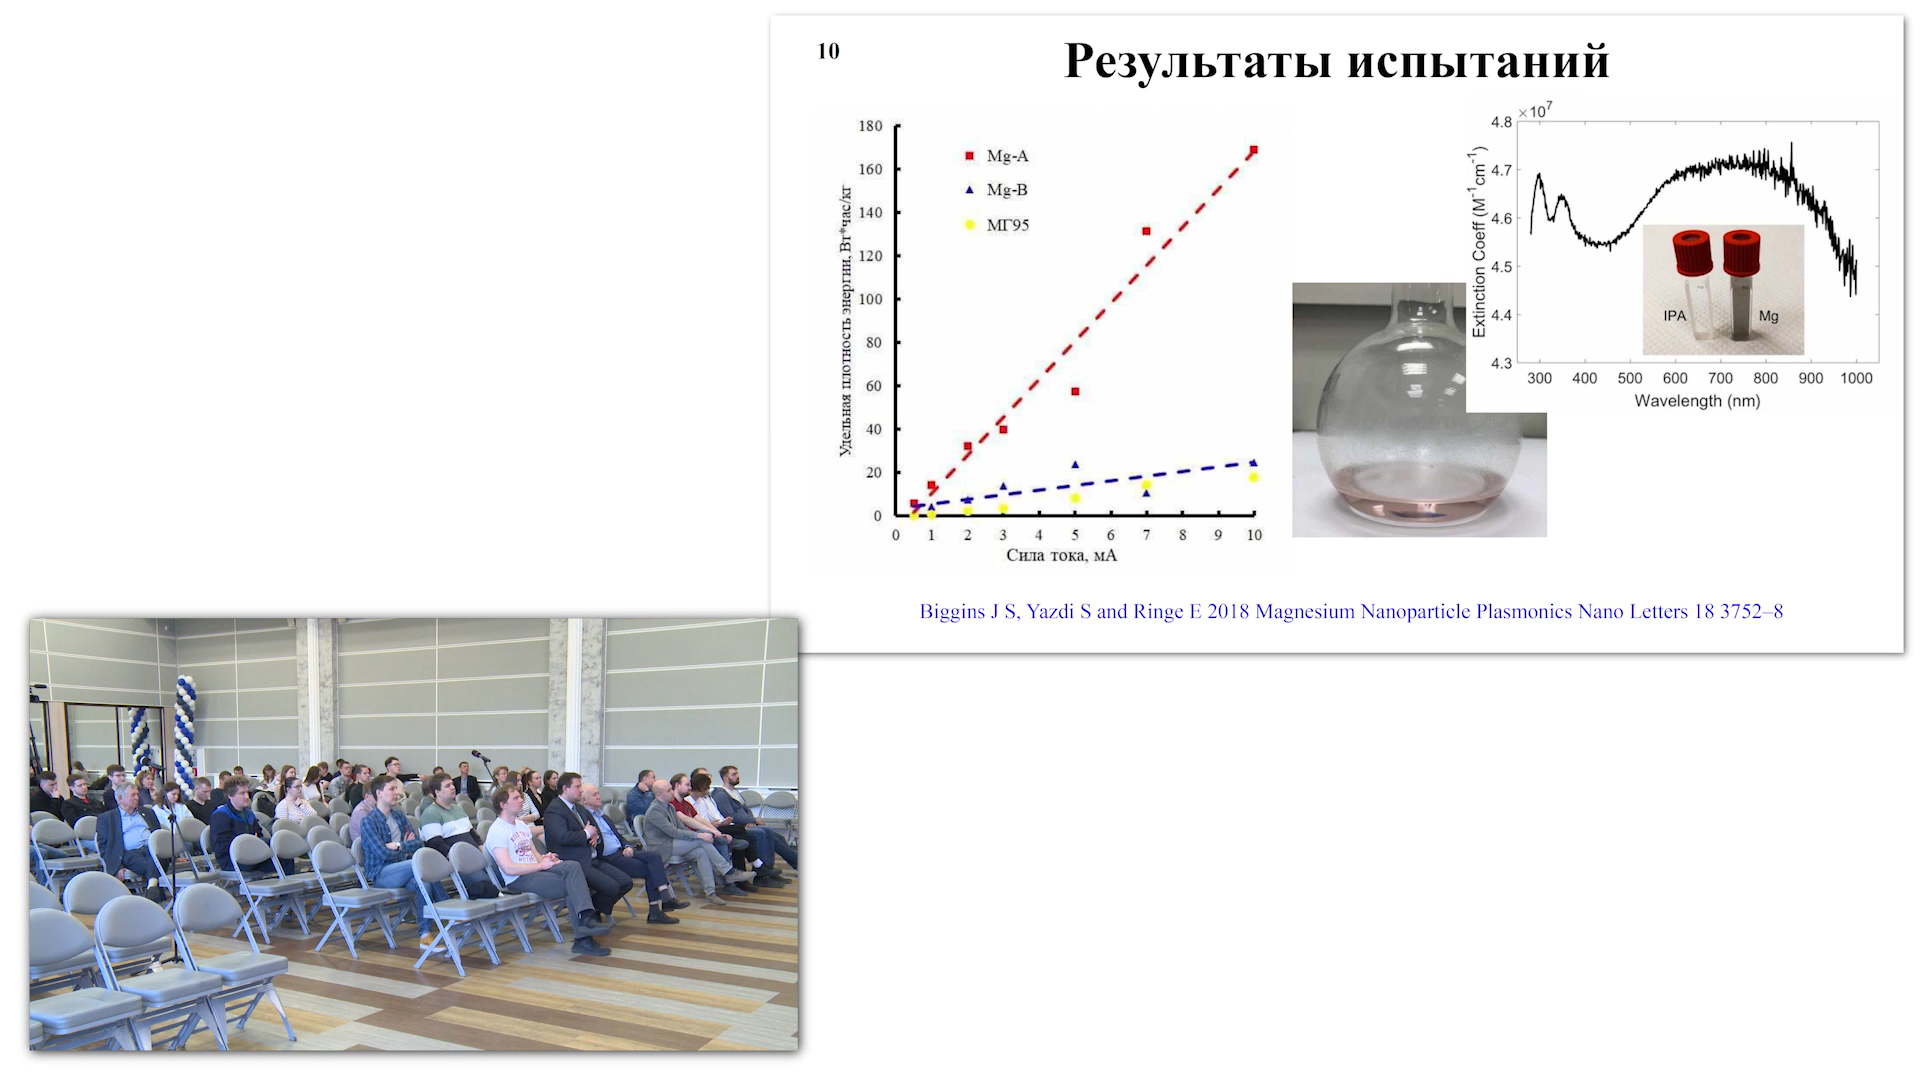 10
Результаты испытаний
Удельная плотность энергии, Вт*час/кг
180
160
140
120
100
80
60
40
20
0
Mg-A
Mg-B
МГ95
0 1 2 3 4 5 6 7 8 9 10
Сила тока, мА
×10^7
Extinction Coeff (M^-1 cm^-1)
4.8
4.7
4.6
4.5
4.4
4.3
IPA
Mg
300 400 500 600 700 800 900 1000
Wavelength (nm)
Biggins J S, Yazdi S and Ringe E 2018 Magnesium Nanoparticle Plasmonics Nano Letters 18 3752–8